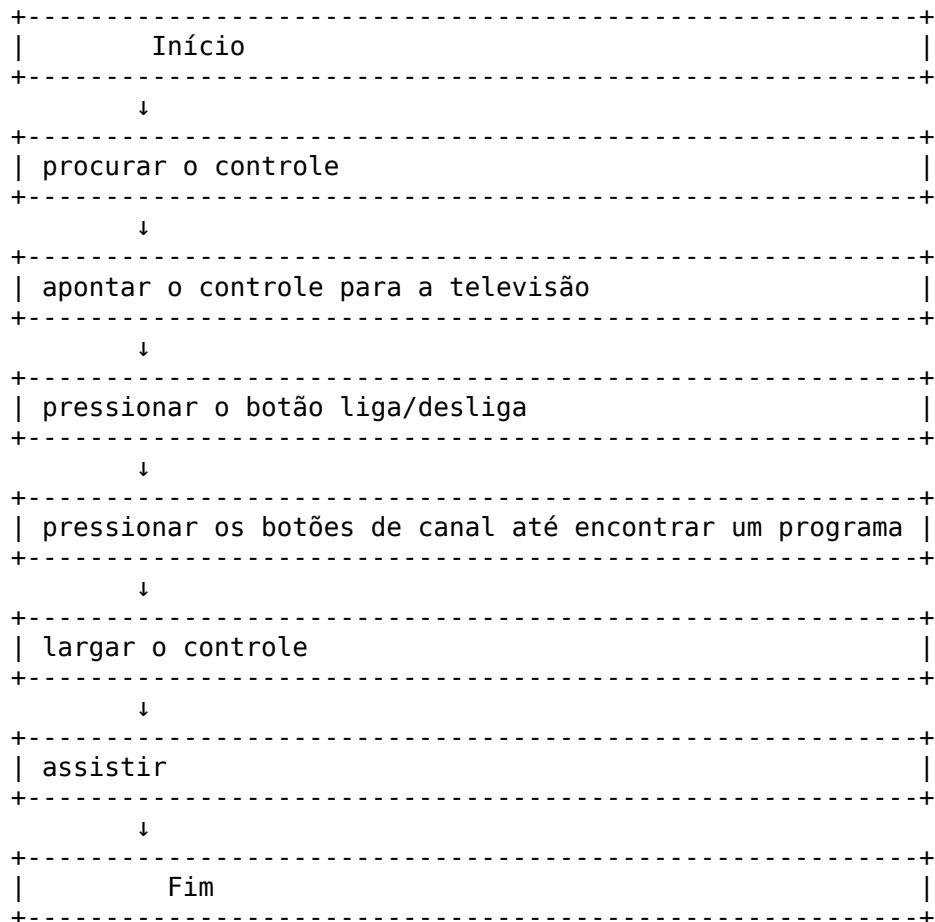 Início
↓
procurar o controle
↓
apontar o controle para a televisão
↓
pressionar o botão liga/desliga
↓
pressionar os botões de canal até encontrar um programa
↓
largar o controle
↓
assistir
↓
Fim